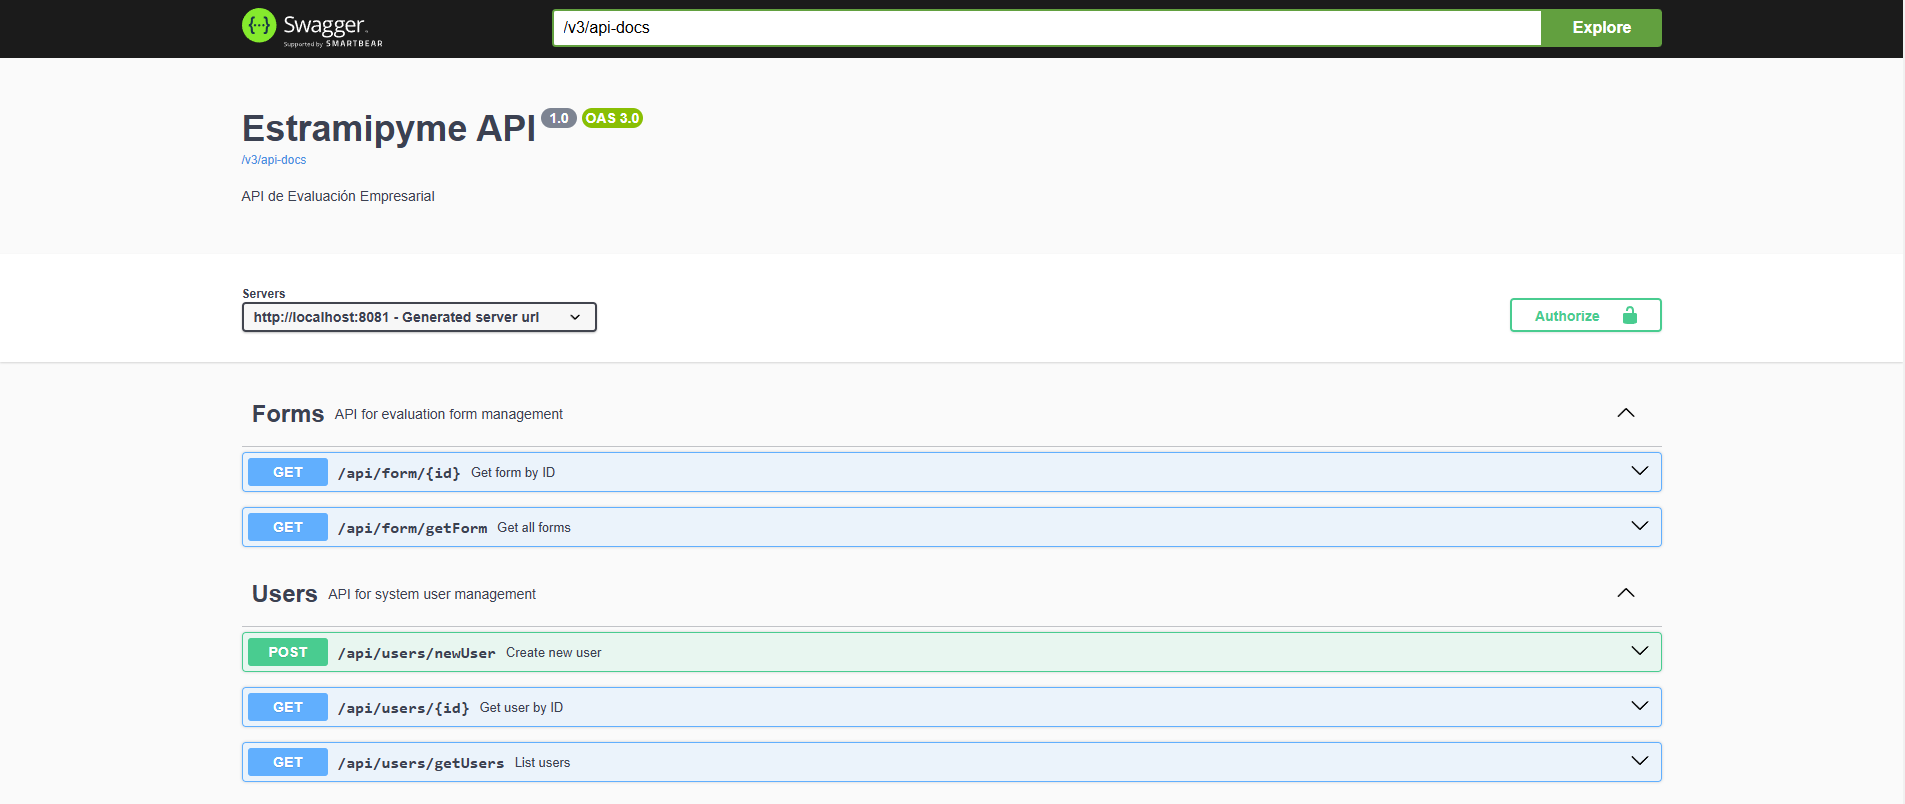 {···} Swagger.
Supported by SMARTBEAR
/v3/api-docs
Explore
Estramipyme API 1.0 OAS 3.0
/v3/api-docs
API de Evaluación Empresarial
Servers
http://localhost:8081 - Generated server url
Authorize
Forms API for evaluation form management
GET /api/form/{id} Get form by ID
GET /api/form/getForm Get all forms
Users API for system user management
POST /api/users/newUser Create new user
GET /api/users/{id} Get user by ID
GET /api/users/getUsers List users